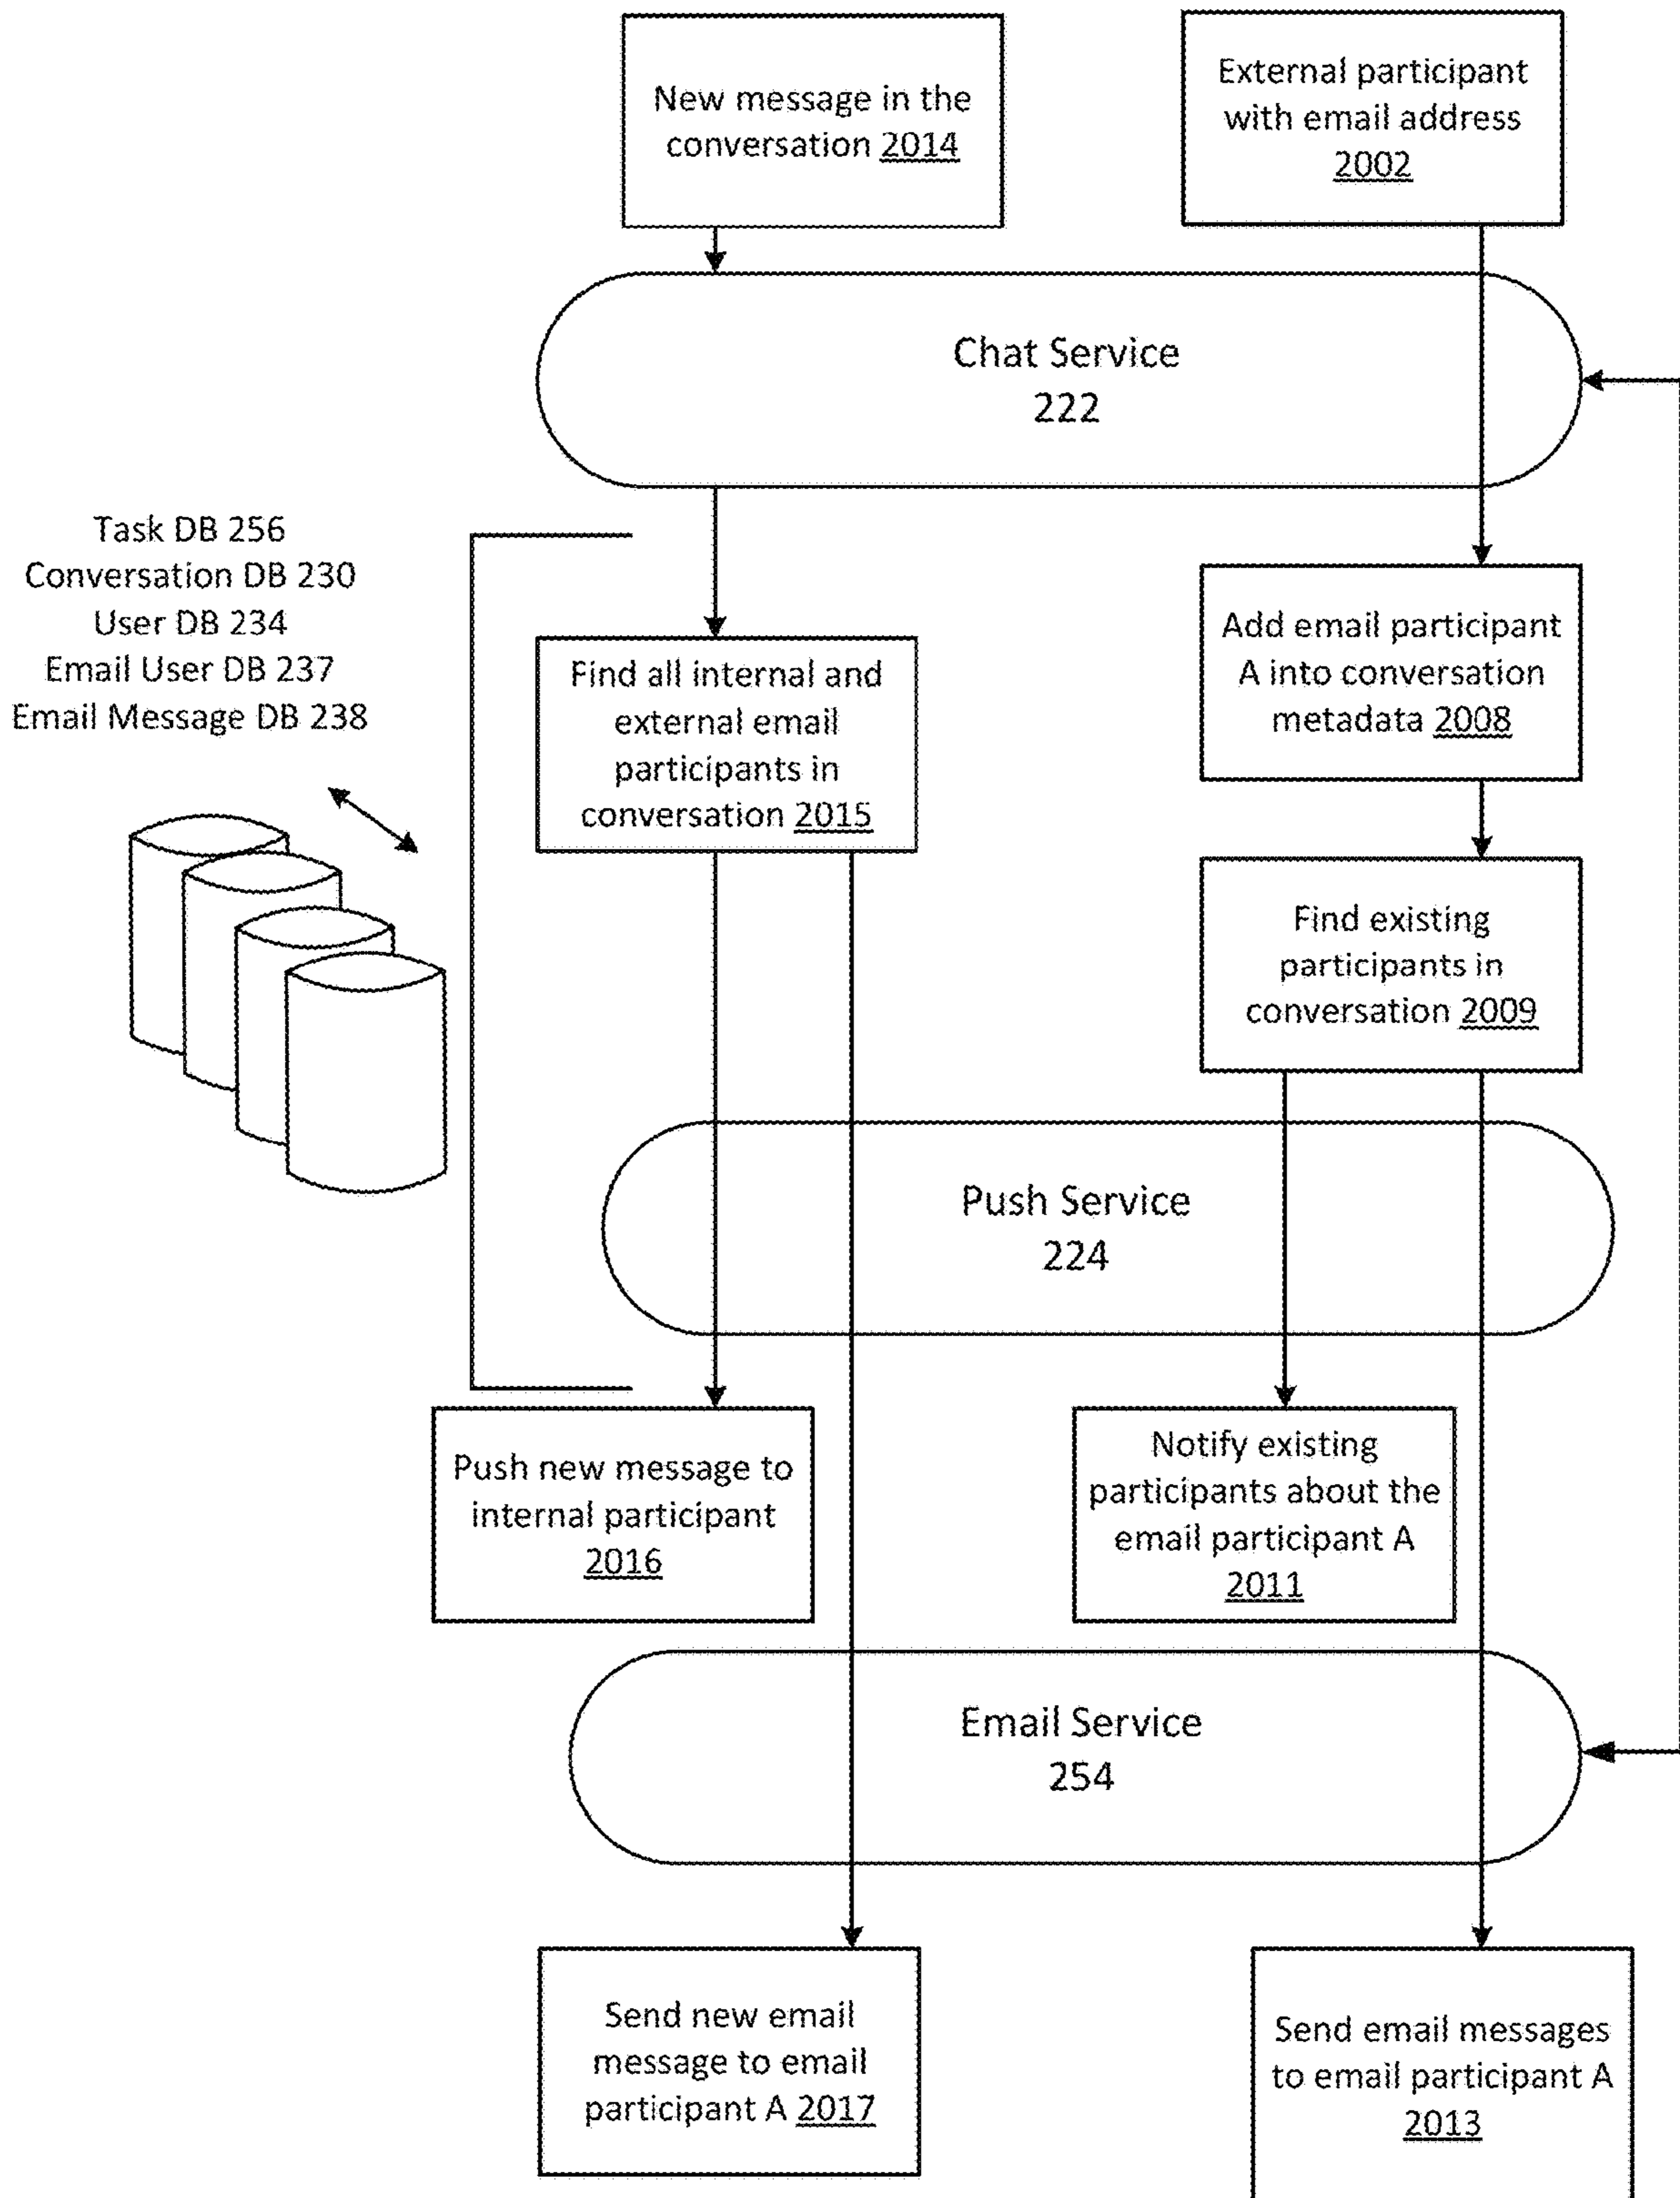 New message in the
conversation 2014
External participant
with email address
2002
Chat Service
222
Task DB 256
Conversation DB 230
User DB 234
Email User DB 237
Email Message DB 238
Find all internal and
external email
participants in
conversation 2015
Add email participant
A into conversation
metadata 2008
Find existing
participants in
conversation 2009
Push Service
224
Push new message to
internal participant
2016
Notify existing
participants about the
email participant A
2011
Email Service
254
Send new email
message to email
participant A 2017
Send email messages
to email participant A
2013